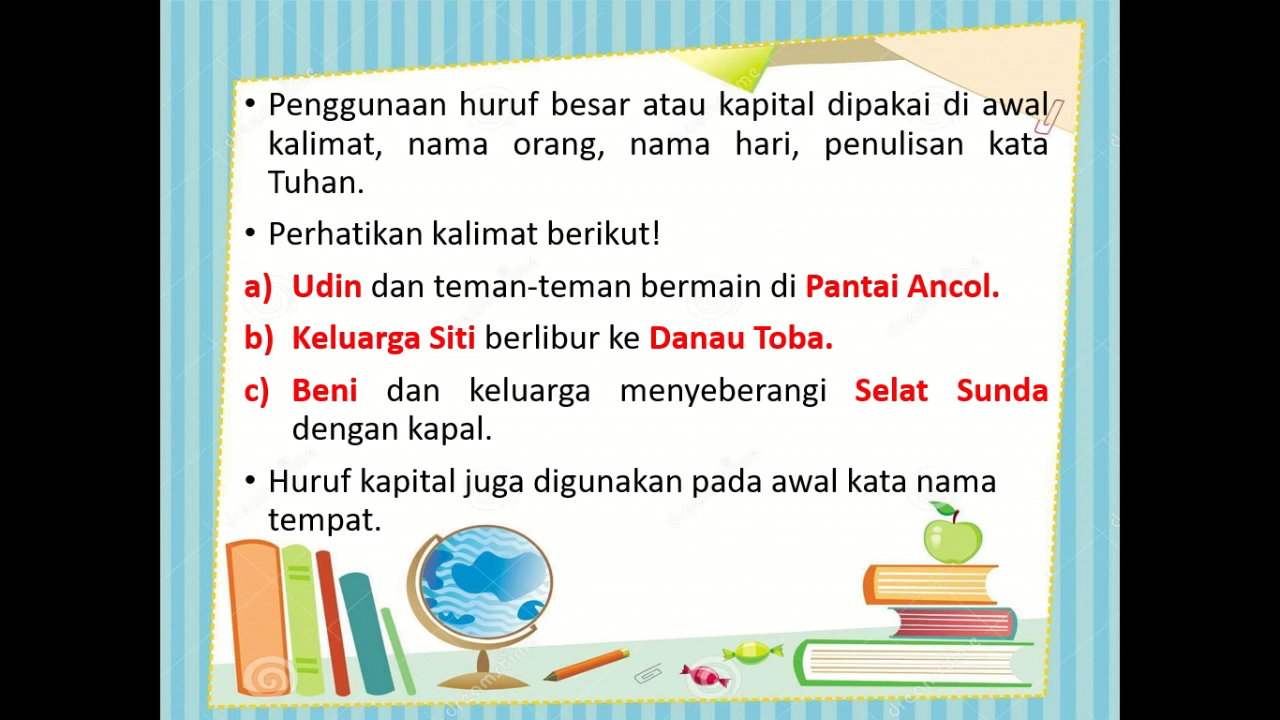 • Penggunaan huruf besar atau kapital dipakai di awal
kalimat, nama orang, nama hari, penulisan kata
Tuhan.
• Perhatikan kalimat berikut!
a) Udin dan teman-teman bermain di Pantai Ancol.
b) Keluarga Siti berlibur ke Danau Toba.
c) Beni dan keluarga menyeberangi Selat Sunda
dengan kapal.
• Huruf kapital juga digunakan pada awal kata nama
tempat.
dreamstime